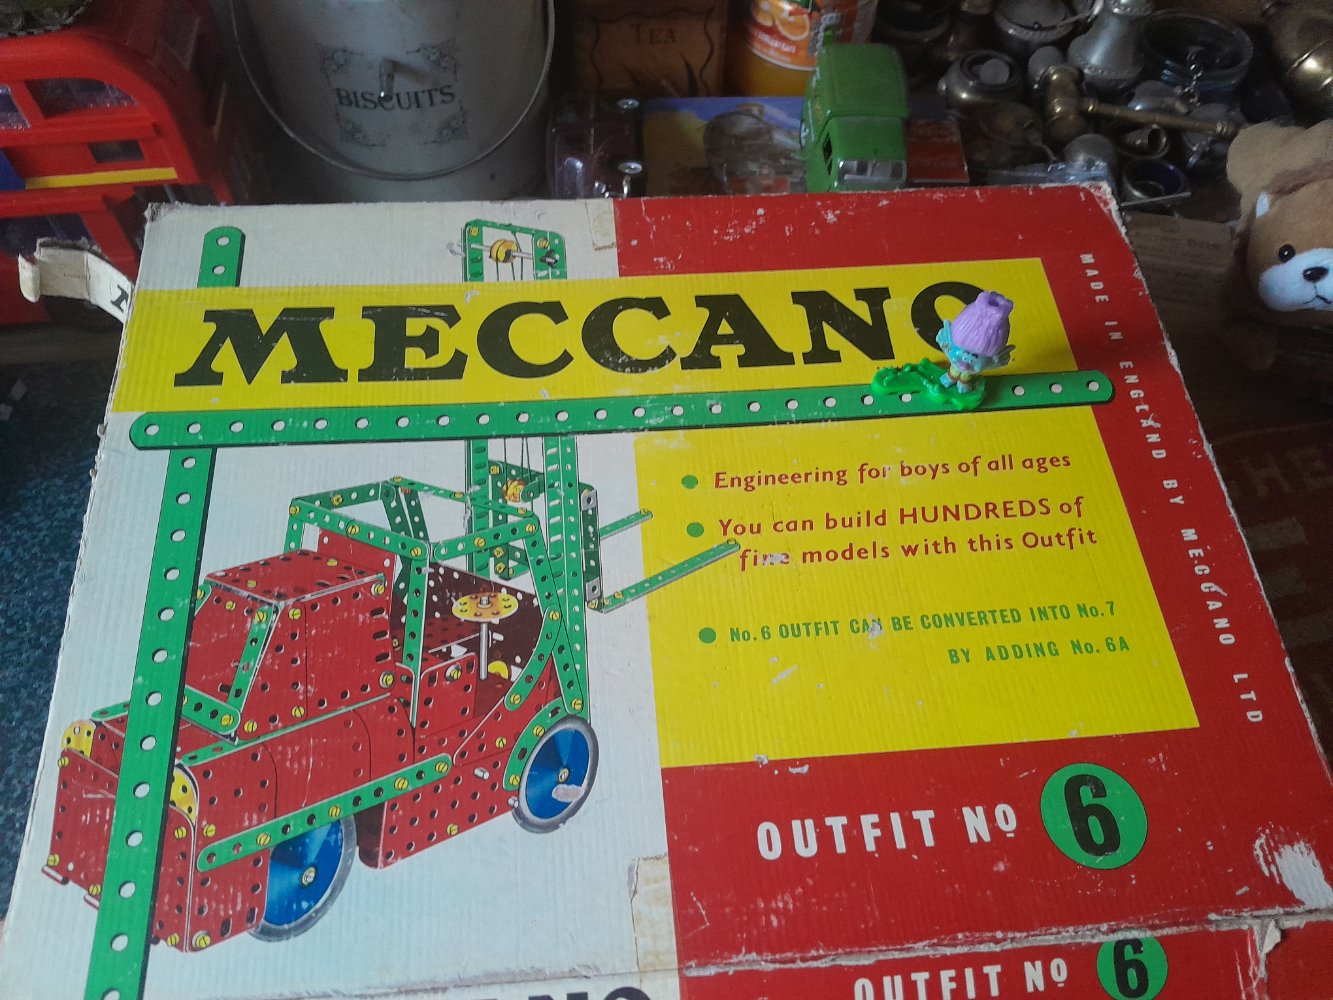 TEA
BISCUITS
MECCANO
MADE IN ENGLAND BY MECCANO LTD
Engineering for boys of all ages
You can build HUNDREDS of
fine models with this Outfit
No. 6 OUTFIT CAN BE CONVERTED INTO No. 7
BY ADDING No. 6A
OUTFIT No 6
OUTFIT No 6